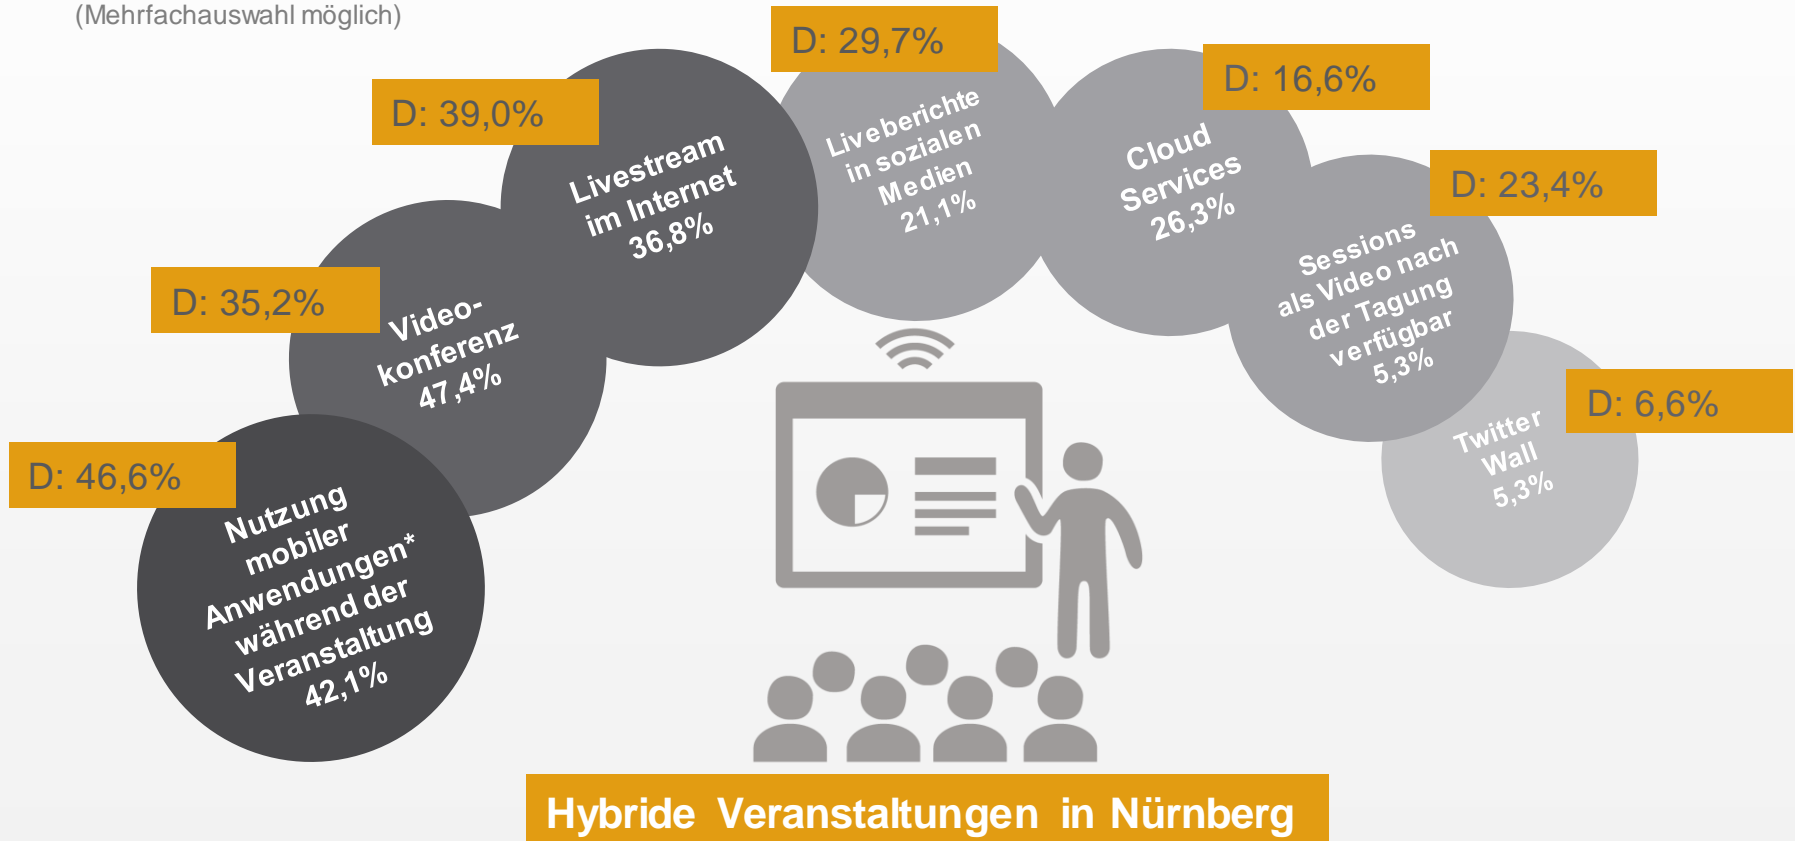 (Mehrfachauswahl möglich)
D: 46,6%
Nutzung
mobiler
Anwendungen*
während der
Veranstaltung
42,1%
D: 35,2%
Video-
konferenz
47,4%
D: 39,0%
Livestream
im Internet
36,8%
D: 29,7%
Liveberichte
in sozialen
Medien
21,1%
D: 16,6%
Cloud
Services
26,3%
D: 23,4%
Sessions
als Video nach
der Tagung
verfügbar
5,3%
D: 6,6%
Twitter
Wall
5,3%
Hybride Veranstaltungen in Nürnberg